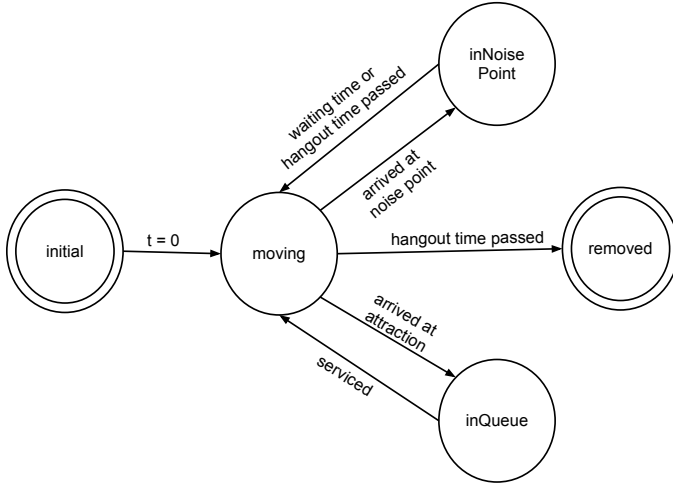 inNoise
Point
waiting time or
hangout time passed
arrived at
noise point
initial
t = 0
moving
hangout time passed
removed
arrived at
attraction
serviced
inQueue